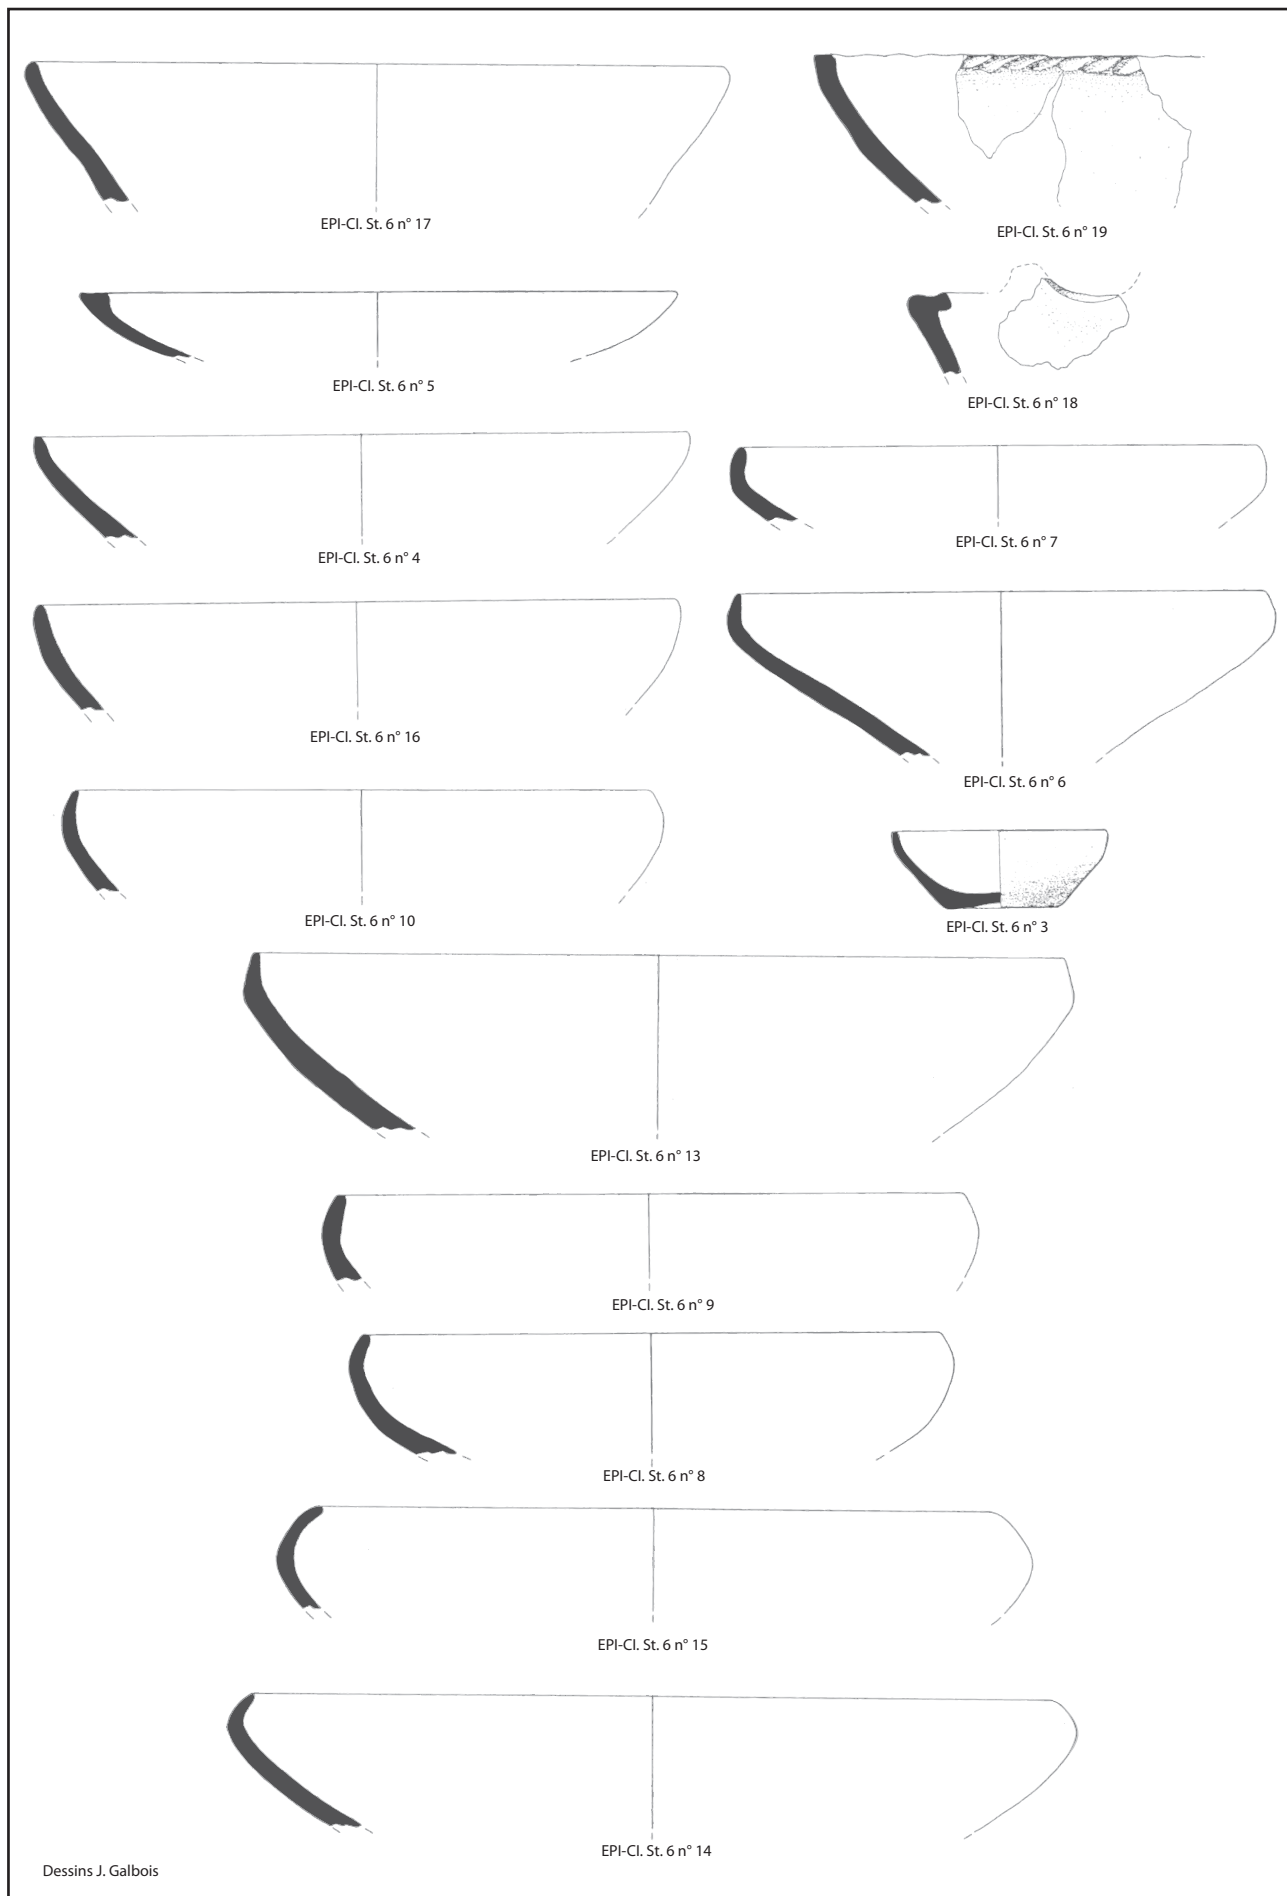 EPI-Cl. St. 6 n° 17
EPI-Cl. St. 6 n° 19
EPI-Cl. St. 6 n° 5
EPI-Cl. St. 6 n° 18
EPI-Cl. St. 6 n° 4
EPI-Cl. St. 6 n° 7
EPI-Cl. St. 6 n° 16
EPI-Cl. St. 6 n° 6
EPI-Cl. St. 6 n° 10
EPI-Cl. St. 6 n° 3
EPI-Cl. St. 6 n° 13
EPI-Cl. St. 6 n° 9
EPI-Cl. St. 6 n° 8
EPI-Cl. St. 6 n° 15
EPI-Cl. St. 6 n° 14
Dessins J. Galbois